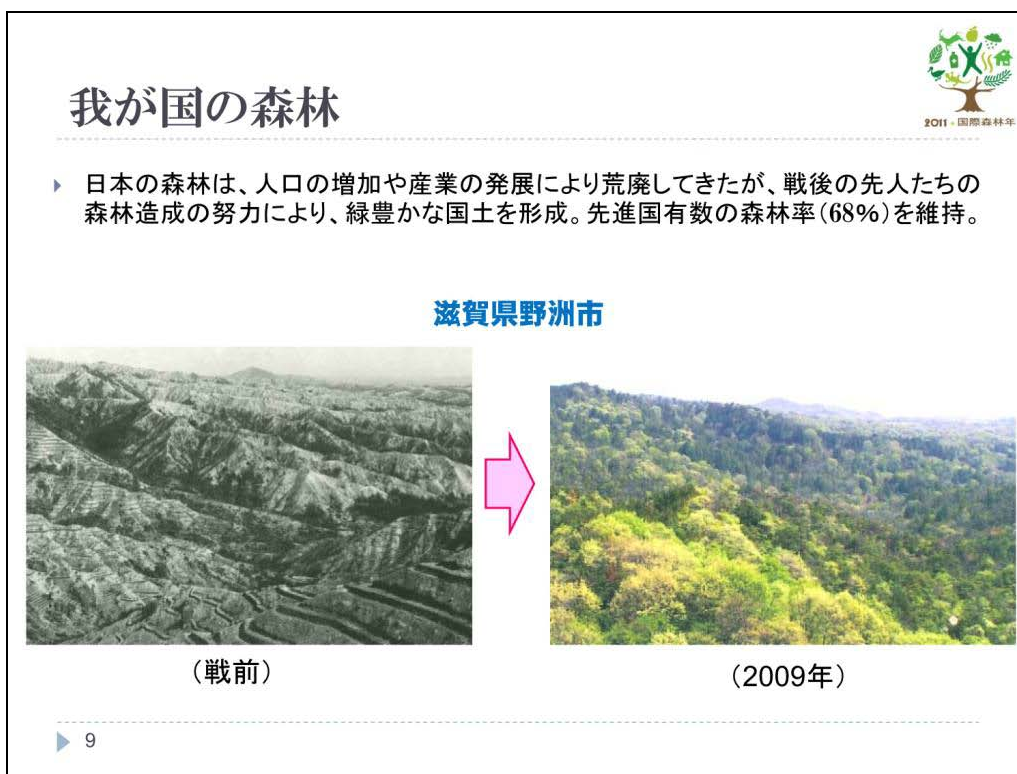 2011・国際森林年
我が国の森林
日本の森林は、人口の増加や産業の発展により荒廃してきたが、戦後の先人たちの
森林造成の努力により、緑豊かな国土を形成。先進国有数の森林率(68%)を維持。
滋賀県野洲市
(戦前)
(2009年)
9